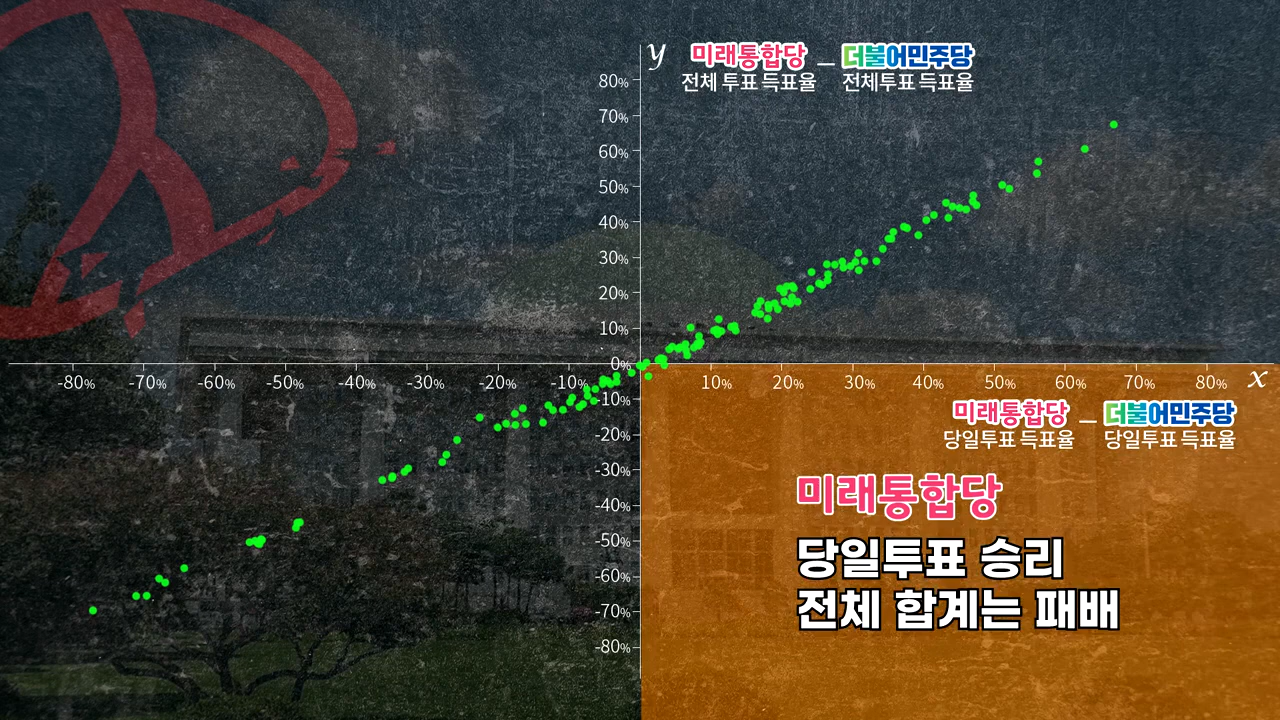 y
미래통합당 – 더불어민주당
전체 투표 득표율 전체투표 득표율
80%
70%
60%
50%
40%
30%
20%
10%
0%
-80% -70% -60% -50% -40% -30% -20% -10% 10% 20% 30% 40% 50% 60% 70% 80% x
-10%
미래통합당 – 더불어민주당
당일투표 득표율 당일투표 득표율
-20%
-30%
미래통합당
-40%
-50%
당일투표 승리
-60%
전체 합계는 패배
-70%
-80%